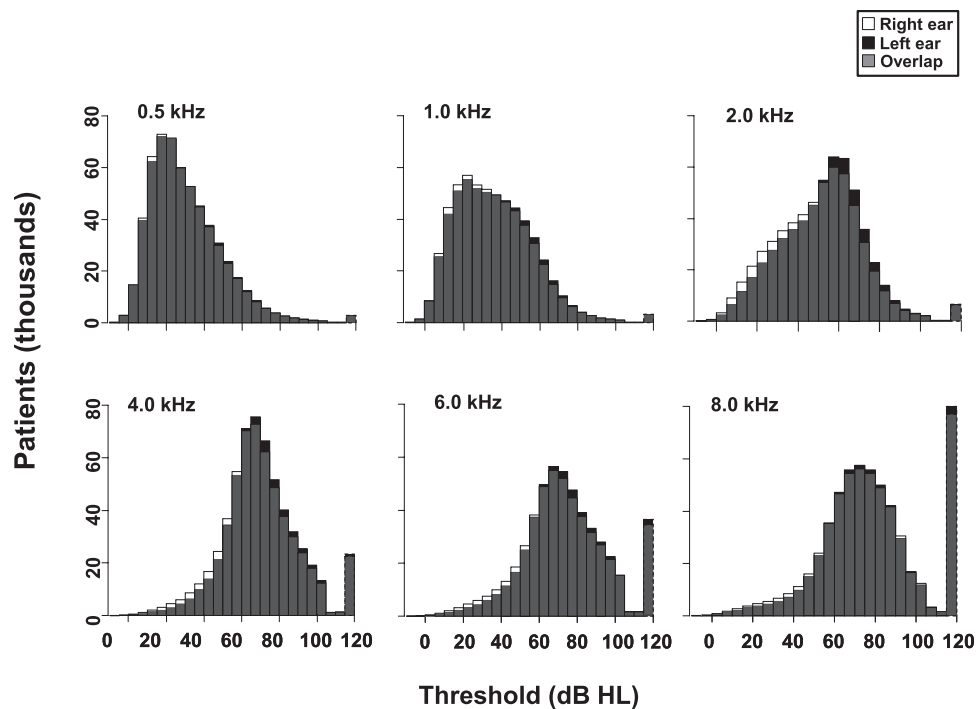 Right ear
Left ear
Overlap
0.5 kHz
1.0 kHz
2.0 kHz
80
60
40
20
0
4.0 kHz
6.0 kHz
8.0 kHz
80
60
40
20
0
0 20 40 60 80 100 120
0 20 40 60 80 100 120
0 20 40 60 80 100 120
Patients (thousands)
Threshold (dB HL)